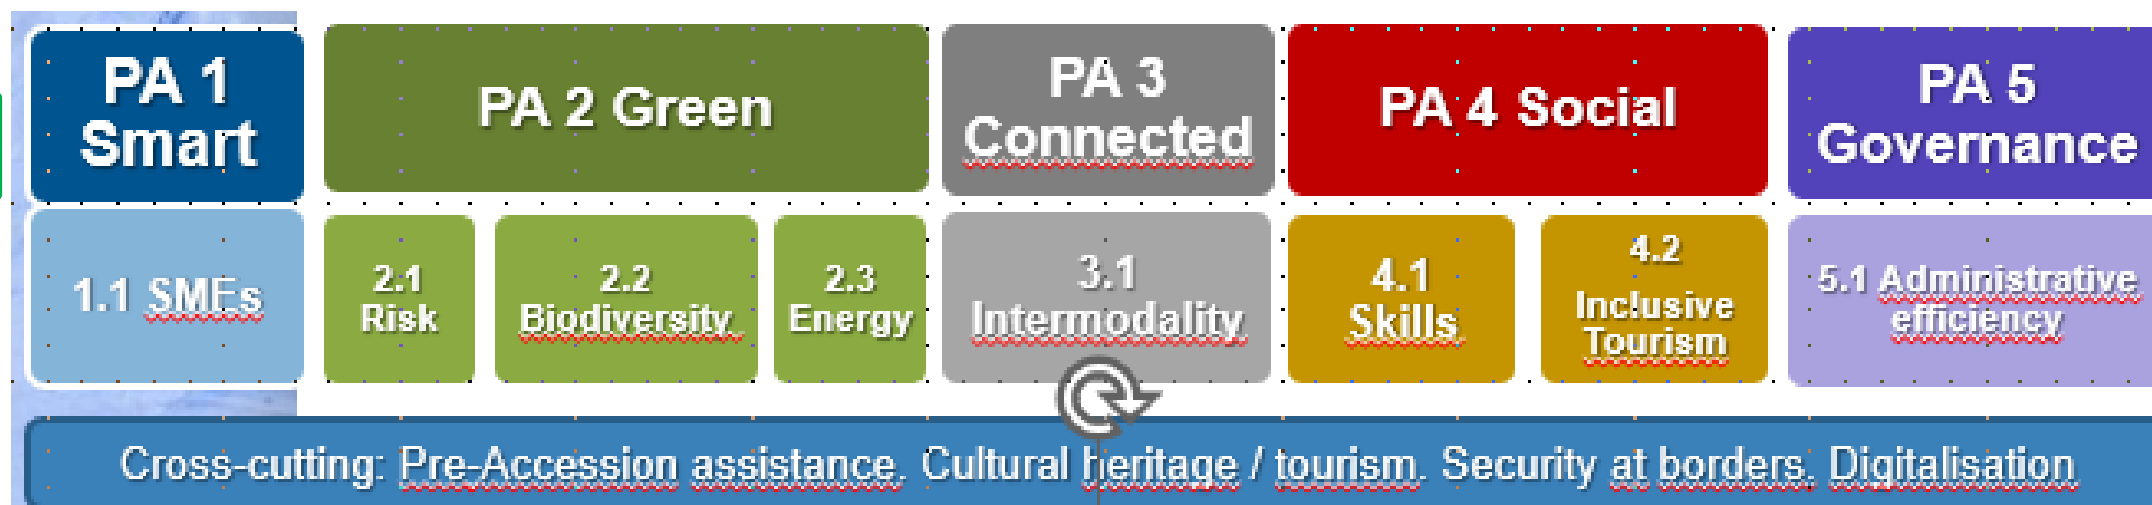 PA 1
Smart
PA 2 Green
PA 3
Connected
PA 4 Social
PA 5
Governance
1.1 SMEs
2.1
Risk
2.2
Biodiversity
2.3
Energy
3.1
Intermodality
4.1
Skills
4.2
Inclusive
Tourism
5.1 Administrative
efficiency
Cross-cutting: Pre-Accession assistance. Cultural heritage / tourism. Security at borders. Digitalisation